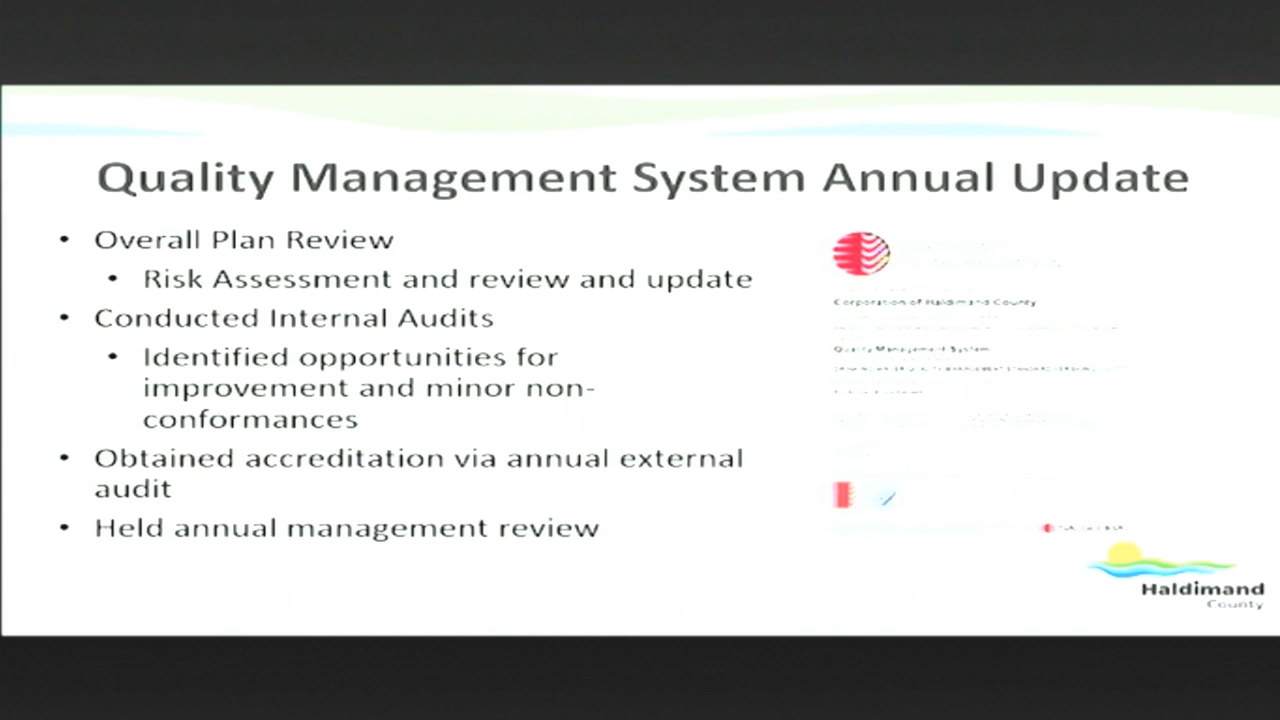 Quality Management System Annual Update
• Overall Plan Review
• Risk Assessment and review and update
• Conducted Internal Audits
• Identified opportunities for
improvement and minor non-
conformances
• Obtained accreditation via annual external
audit
• Held annual management review
Corporation of Haldimand County
Quality Management System
Haldimand
County